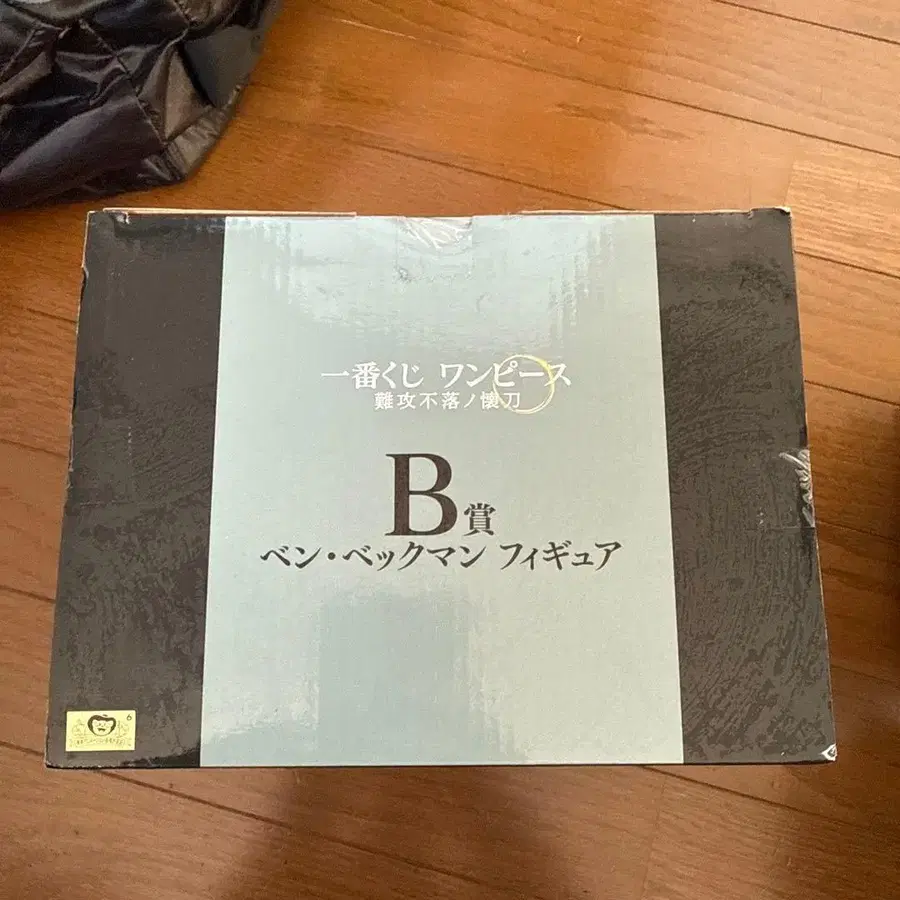 一番くじ ワンピース
難攻不落ノ懐刀
B賞
ベン・ベックマン フィギュア
6